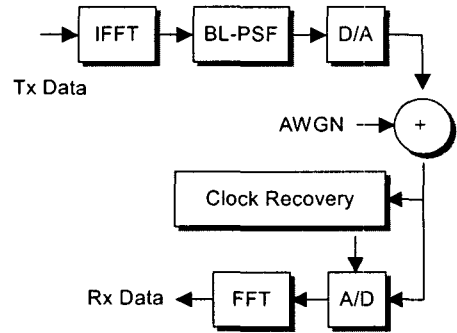 IFFT
BL-PSF
D/A
Tx Data
AWGN
+
Clock Recovery
Rx Data
FFT
A/D